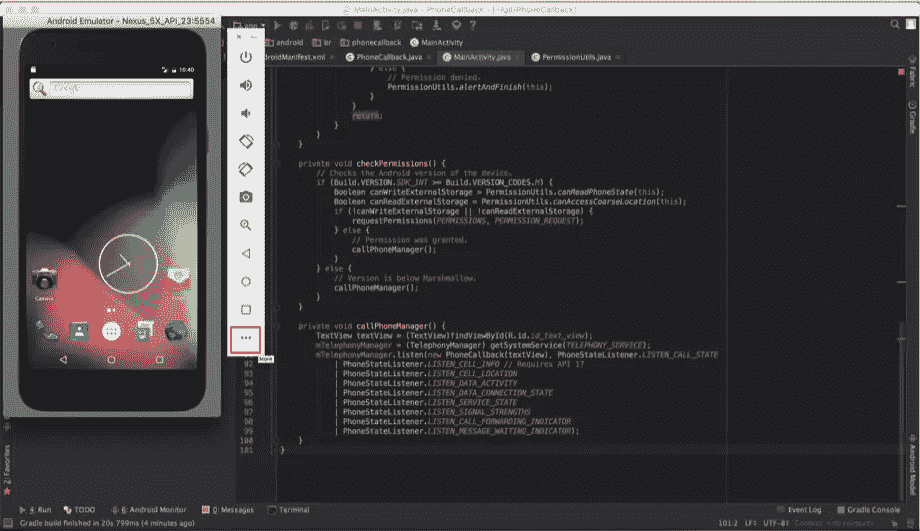 MainActivity.java - PhoneCallback - [~/git/PhoneCallback]
Android Emulator - Nexus_5X_API_23:5554
app
android
br
phonecallback
MainActivity
droidManifest.xml
PhoneCallback.java
MainActivity.java
PermissionUtils.java
10:40
Google
Camera
More
} else {
// Permission denied.
PermissionUtils.alertAndFinish(this);
}
}
return;
}
}
}
private void checkPermissions() {
// Checks the Android version of the device.
if (Build.VERSION.SDK_INT >= Build.VERSION_CODES.M) {
Boolean canWriteExternalStorage = PermissionUtils.canReadPhoneState(this);
Boolean canReadExternalStorage = PermissionUtils.canAccessCoarseLocation(this);
if (!canWriteExternalStorage || !canReadExternalStorage) {
requestPermissions(PERMISSIONS, PERMISSION_REQUEST);
} else {
// Permission was granted.
callPhoneManager();
}
} else {
// Version is below Marshmallow.
callPhoneManager();
}
}
private void callPhoneManager() {
TextView textView = (TextView)findViewById(R.id.id_text_view);
mTelephonyManager = (TelephonyManager) getSystemService(TELEPHONY_SERVICE);
mTelephonyManager.listen(new PhoneCallback(textView), PhoneStateListener.LISTEN_CALL_STATE
92 | PhoneStateListener.LISTEN_CELL_INFO // Requires API 17
93 | PhoneStateListener.LISTEN_CELL_LOCATION
94 | PhoneStateListener.LISTEN_DATA_ACTIVITY
95 | PhoneStateListener.LISTEN_DATA_CONNECTION_STATE
96 | PhoneStateListener.LISTEN_SERVICE_STATE
97 | PhoneStateListener.LISTEN_SIGNAL_STRENGTHS
98 | PhoneStateListener.LISTEN_CALL_FORWARDING_INDICATOR
99 | PhoneStateListener.LISTEN_MESSAGE_WAITING_INDICATOR);
100 }
101 }
Fabric
Gradle
Android Model
2: Favorites
4: Run
TODO
6: Android Monitor
0: Messages
Terminal
Event Log
Gradle Console
Gradle build finished in 20s 799ms (4 minutes ago)
101:2
LF÷
UTF-8÷